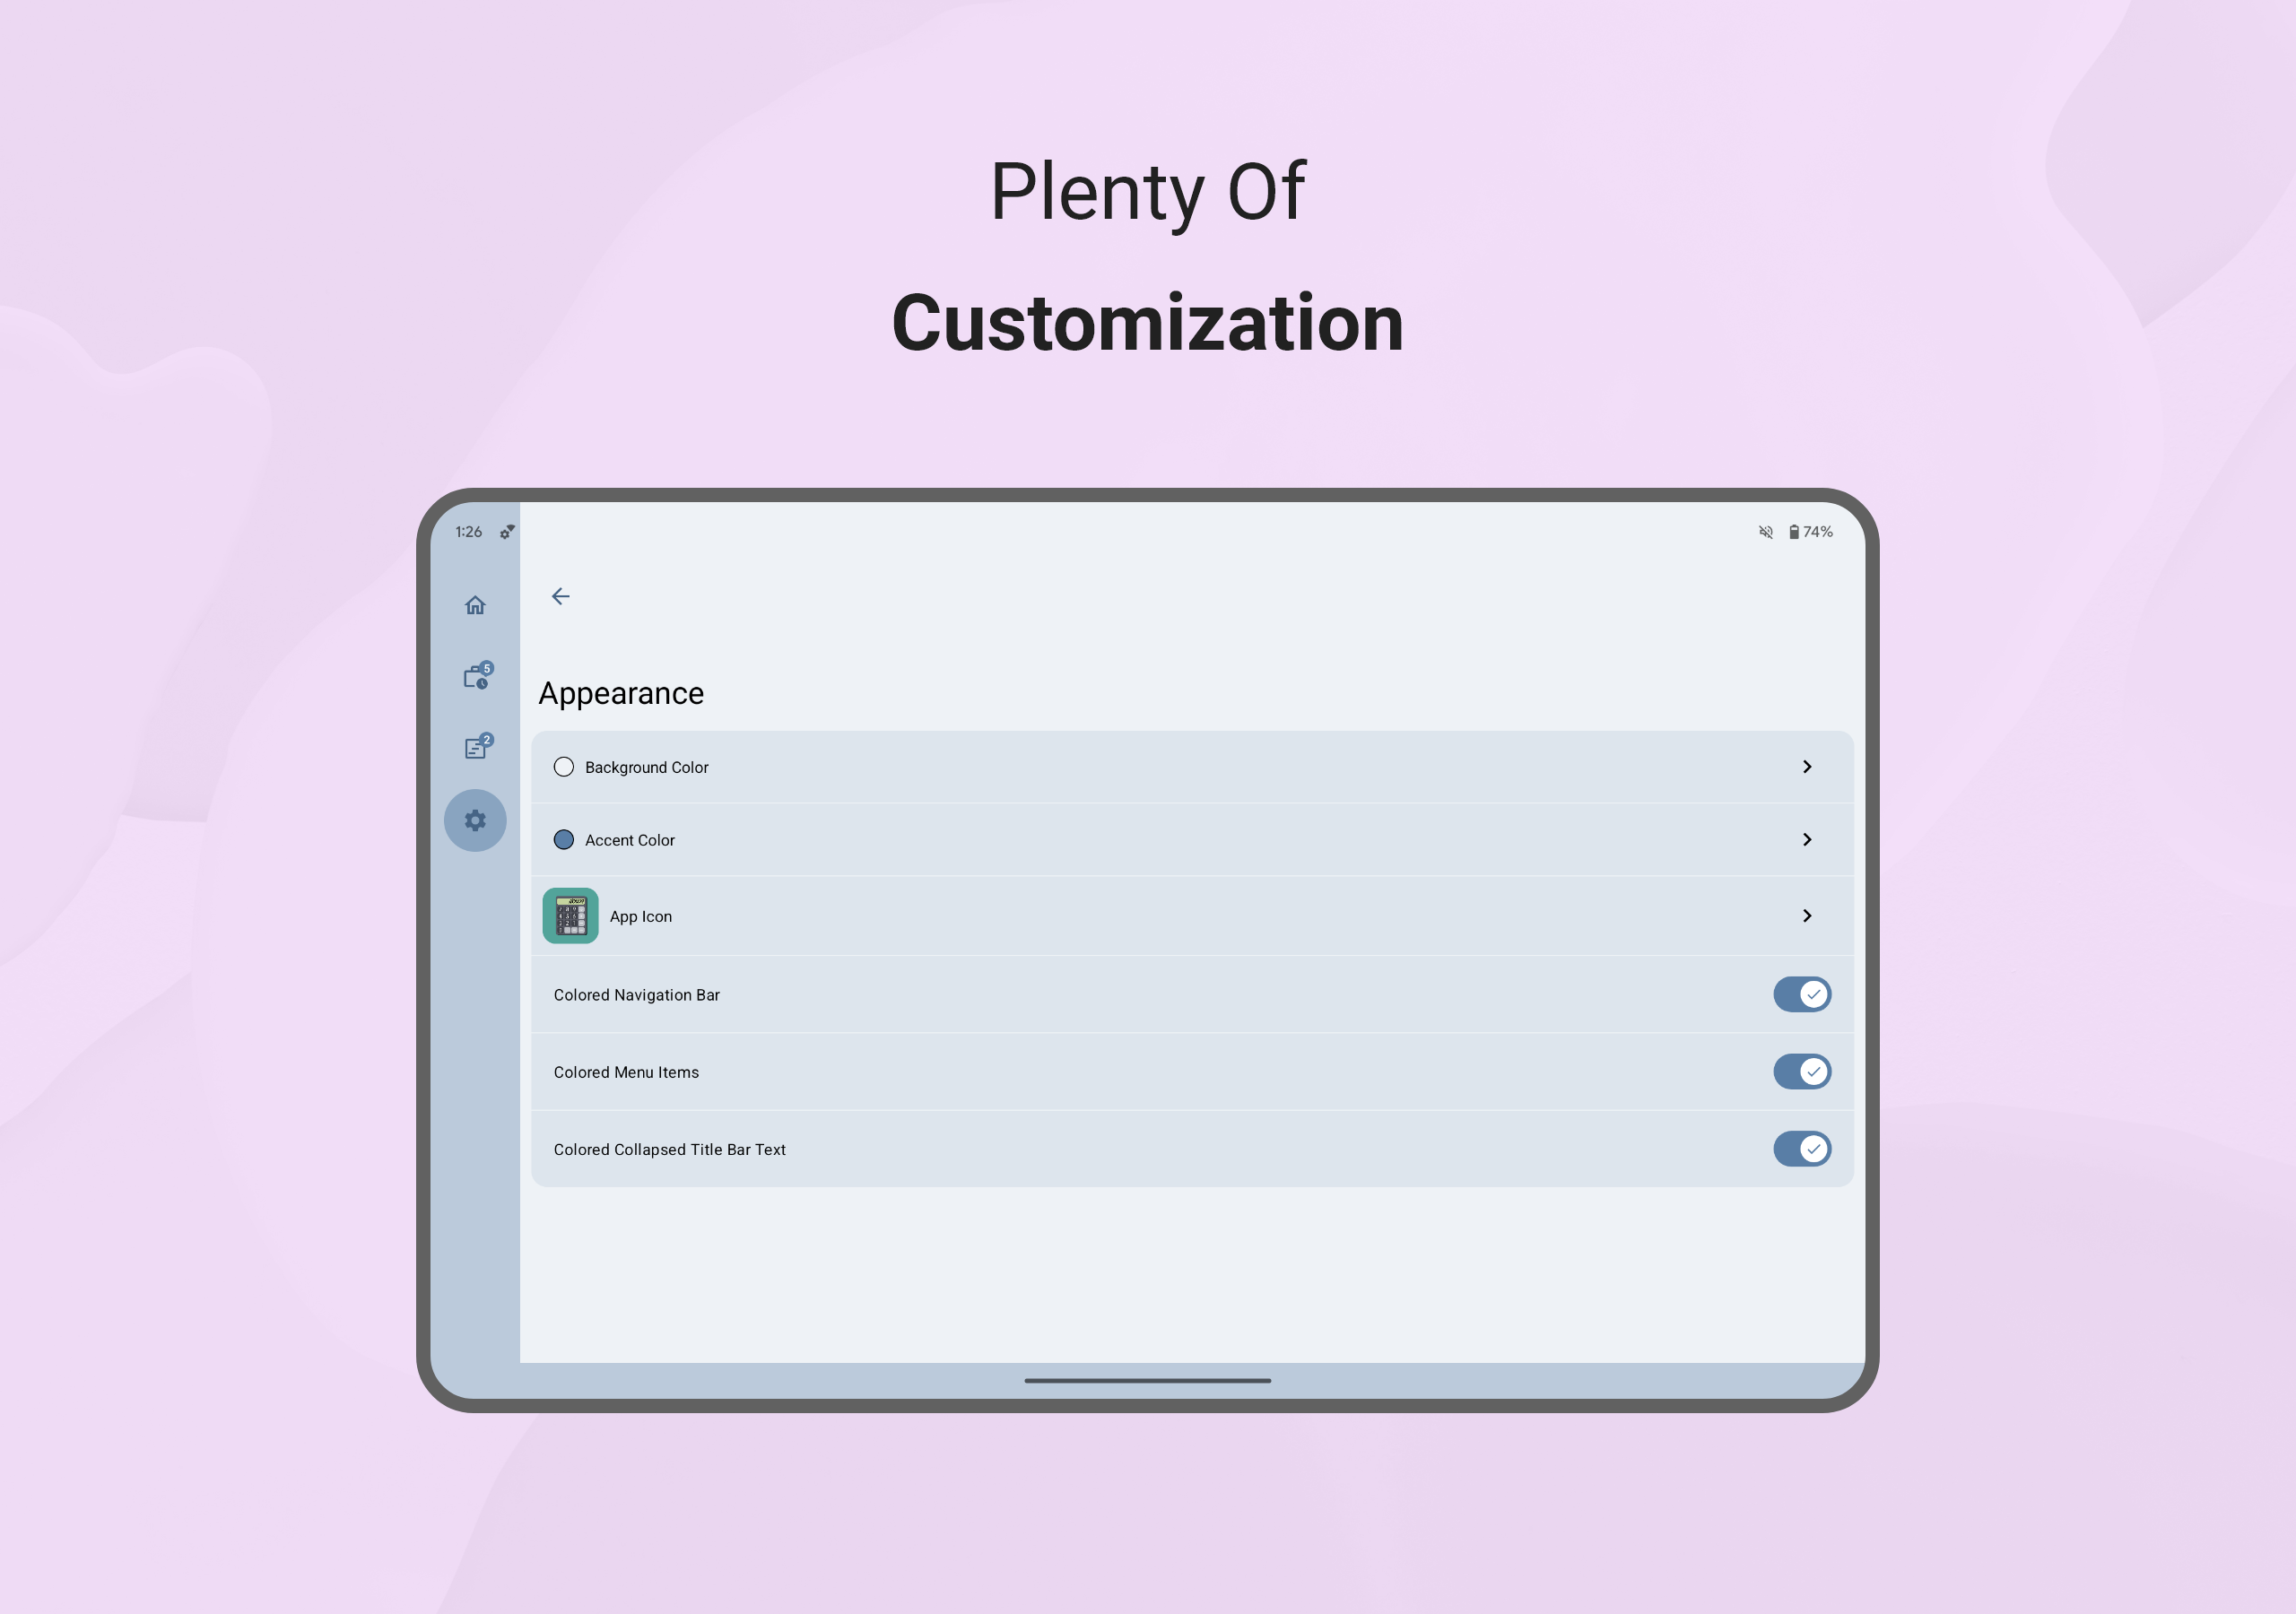 Plenty Of
Customization
1:26
74%
5
2
Appearance
Background Color
Accent Color
App Icon
Colored Navigation Bar
Colored Menu Items
Colored Collapsed Title Bar Text